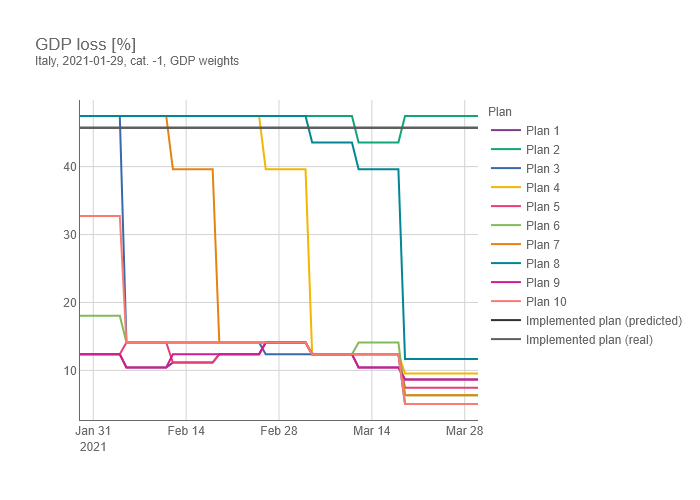 GDP loss [%]
Italy, 2021-01-29, cat. -1, GDP weights
Plan
Plan 1
Plan 2
Plan 3
Plan 4
Plan 5
Plan 6
Plan 7
Plan 8
Plan 9
Plan 10
Implemented plan (predicted)
Implemented plan (real)
40
30
20
10
Jan 31 Feb 14 Feb 28 Mar 14 Mar 28
2021